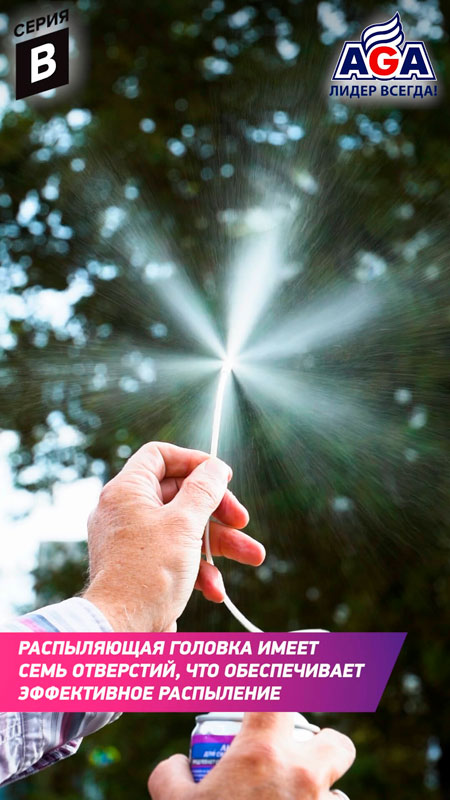 СЕРИЯ
B
AGA
ЛИДЕР ВСЕГДА!
РАСПЫЛЯЮЩАЯ ГОЛОВКА ИМЕЕТ
СЕМЬ ОТВЕРСТИЙ, ЧТО ОБЕСПЕЧИВАЕТ
ЭФФЕКТИВНОЕ РАСПЫЛЕНИЕ